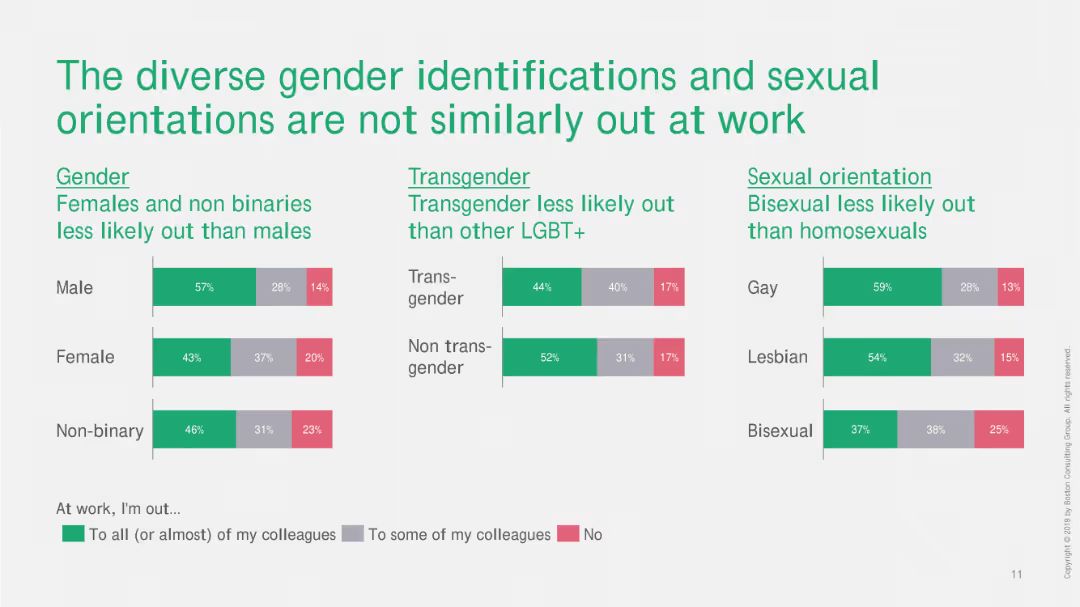 The diverse gender identifications and sexual
orientations are not similarly out at work
Gender
Females and non binaries
less likely out than males
Male
57%
28%
14%
Female
43%
37%
20%
Non-binary
46%
31%
23%
Transgender
Transgender less likely out
than other LGBT+
Trans-
gender
44%
40%
17%
Non trans-
gender
52%
31%
17%
Sexual orientation
Bisexual less likely out
than homosexuals
Gay
59%
28%
13%
Lesbian
54%
32%
15%
Bisexual
37%
38%
25%
At work, I'm out...
To all (or almost) of my colleagues
To some of my colleagues
No
11
Copyright © 2018 by Boston Consulting Group. All rights reserved.